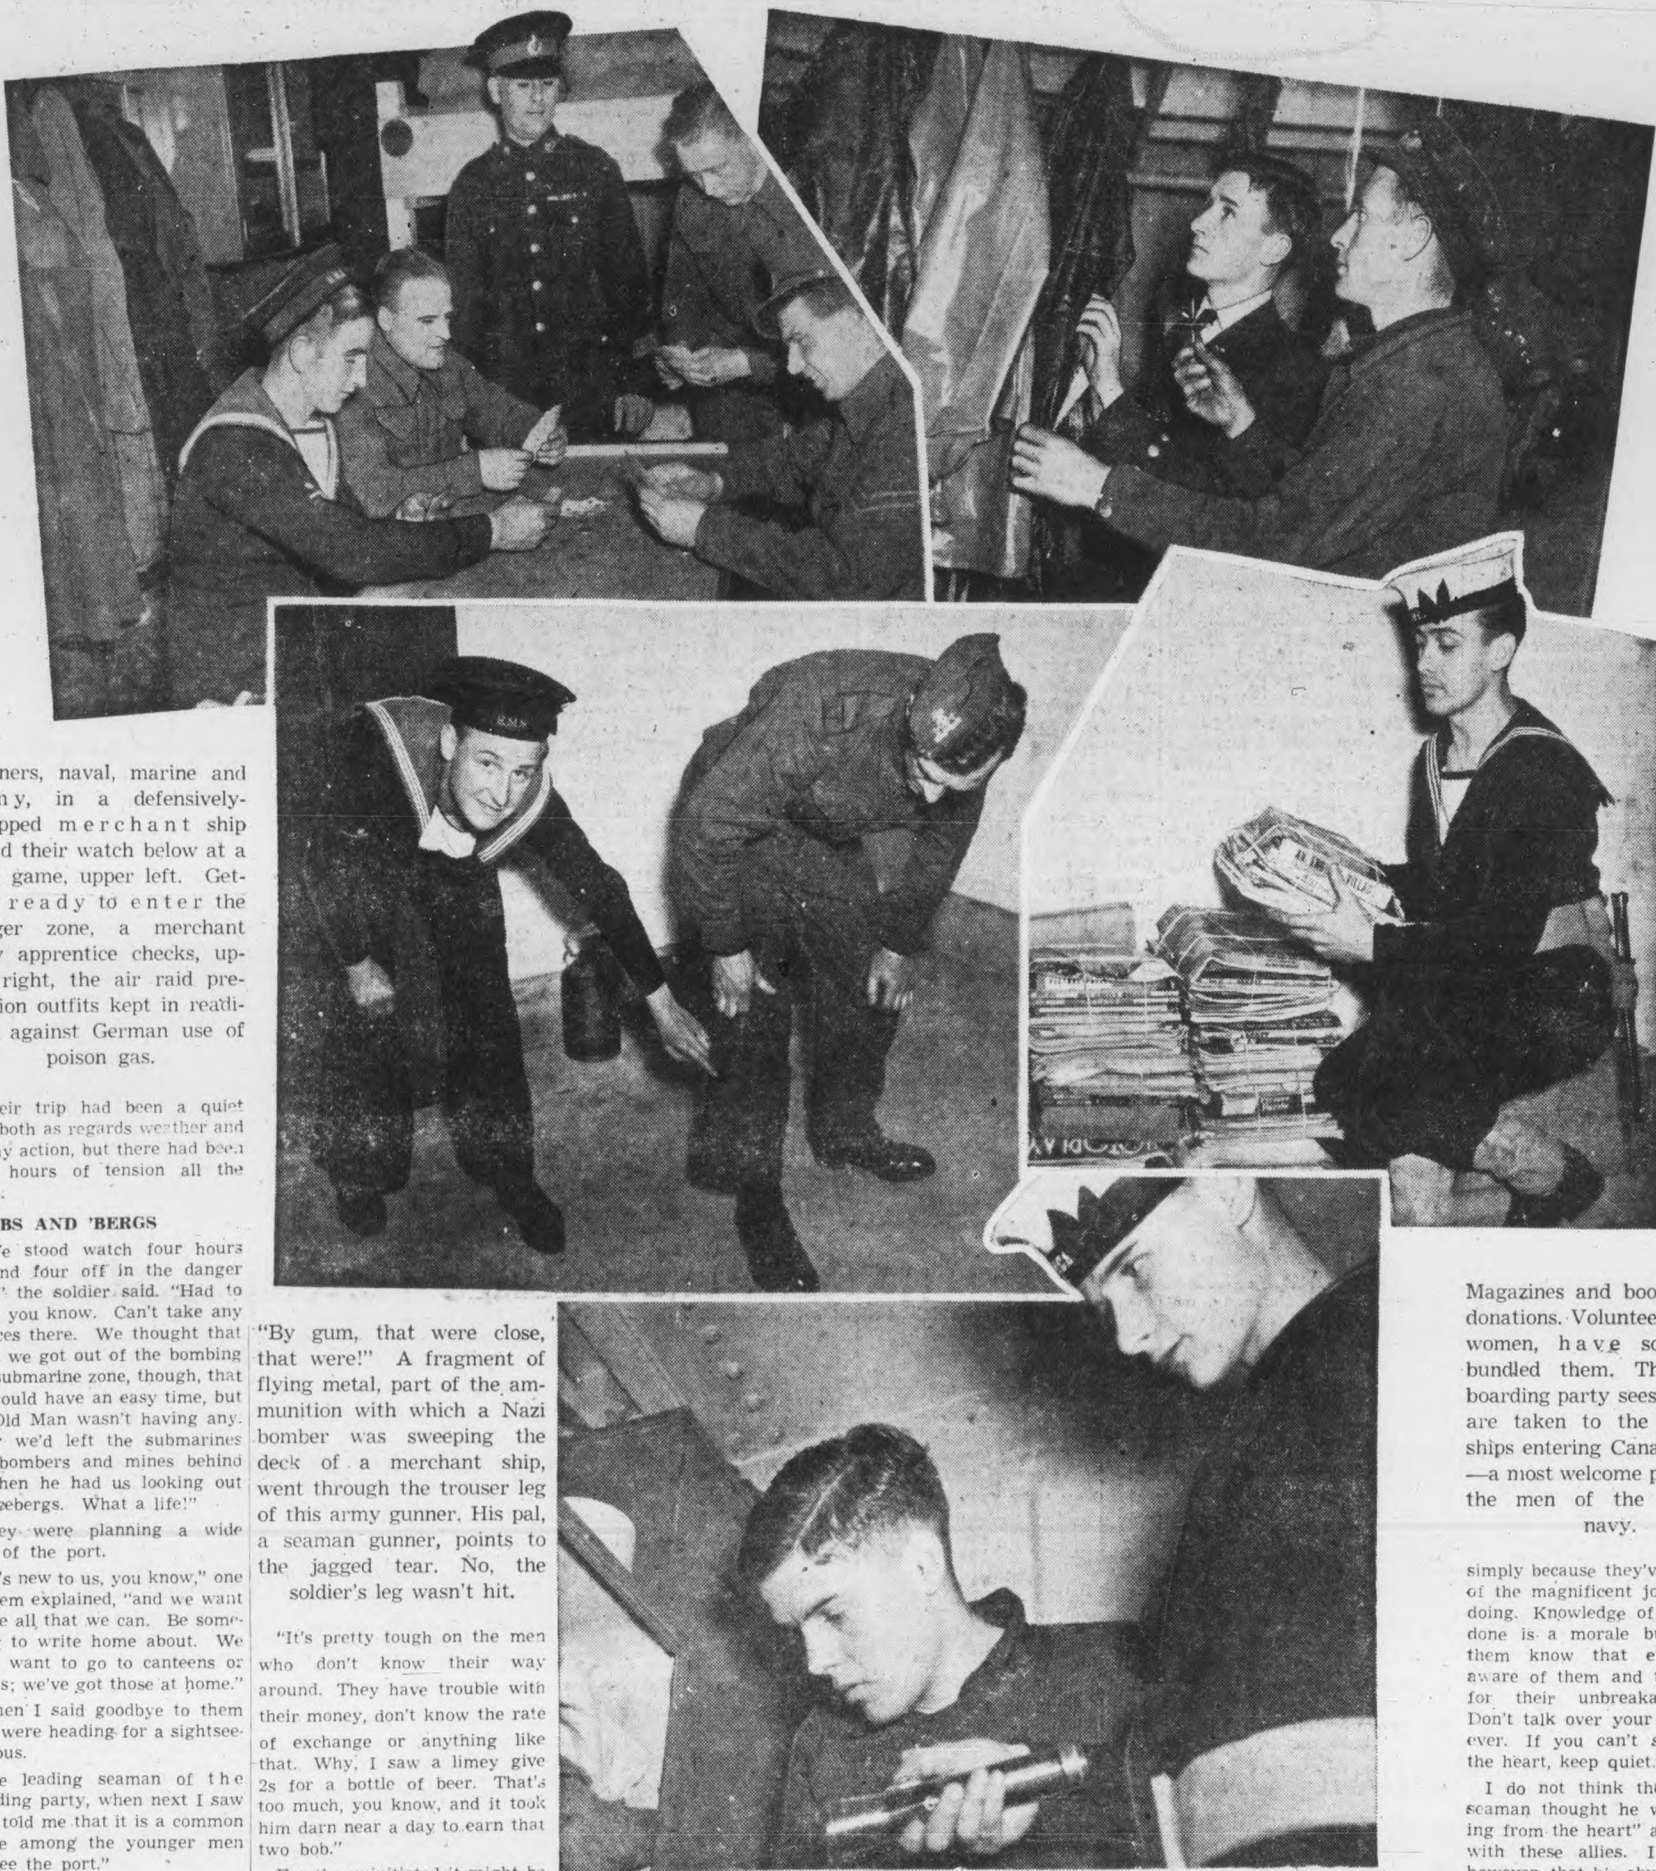 ners, naval, marine and
ny, in a defensively-
pped merchant ship
d their watch below at a
game, upper left. Get-
ready to enter the
ger zone, a merchant
y apprentice checks, up-
right, the air raid pre-
ion outfits kept in readi-
against German use of
poison gas.
eir trip had been a quiet
both as regards weather and
y action, but there had been
hours of tension all the
BS AND 'BERGS
e stood watch four hours
nd four off in the danger
" the soldier said. "Had to
you know. Can't take any
ces there. We thought that
we got out of the bombing
submarine zone, though, that
ould have an easy time, but
Old Man wasn't having any.
we'd left the submarines
bombers and mines behind
hen he had us looking out
cebergs. What a life!"
ey were planning a wide
of the port.
's new to us, you know," one
em explained, "and we want
e all that we can. Be some-
to write home about. We
want to go to canteens or
s; we've got those at home."
hen I said goodbye to them
were heading for a sightsee-
ous.
e leading seaman of the
ding party, when next I saw
told me that it is a common
e among the younger men
ee the port."
"By gum, that were close,
that were!" A fragment of
flying metal, part of the am-
munition with which a Nazi
bomber was sweeping the
deck of a merchant ship,
went through the trouser leg
of this army gunner. His pal,
a seaman gunner, points to
the jagged tear. No, the
soldier's leg wasn't hit.
"It's pretty tough on the men
who don't know their way
around. They have trouble with
their money, don't know the rate
of exchange or anything like
that. Why, I saw a limey give
2s for a bottle of beer. That's
too much, you know, and it took
him darn near a day to earn that
two bob."
H.M.S.
PHOTOPLAY
Magazines and boo
donations. Voluntee
women, have so
bundled them. Th
boarding party sees
are taken to the
ships entering Cana
—a most welcome p
the men of the
navy.
simply because they'v
of the magnificent jo
doing. Knowledge of
done is a morale bu
them know that e
aware of them and t
for their unbreaka
Don't talk over your
ever. If you can't s
the heart, keep quiet.
I do not think th
seaman thought he w
ing from the heart" a
with these allies. I